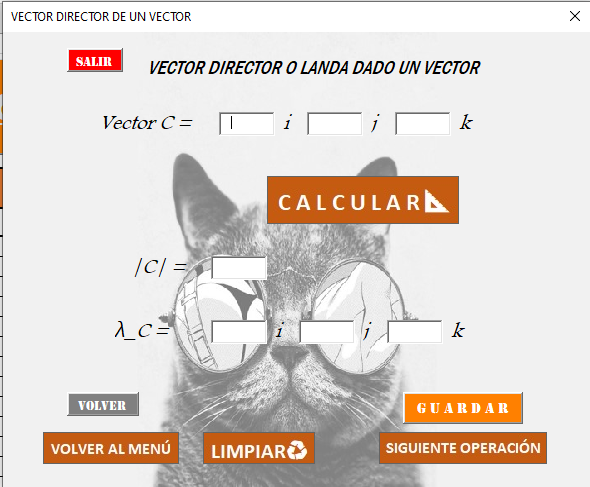 VECTOR DIRECTOR DE UN VECTOR
SALIR
VECTOR DIRECTOR O LANDA DADO UN VECTOR
Vector C = i j k
CALCULAR
|C| =
λ_C = i j k
VOLVER
GUARDAR
VOLVER AL MENÚ
LIMPIAR
SIGUIENTE OPERACIÓN